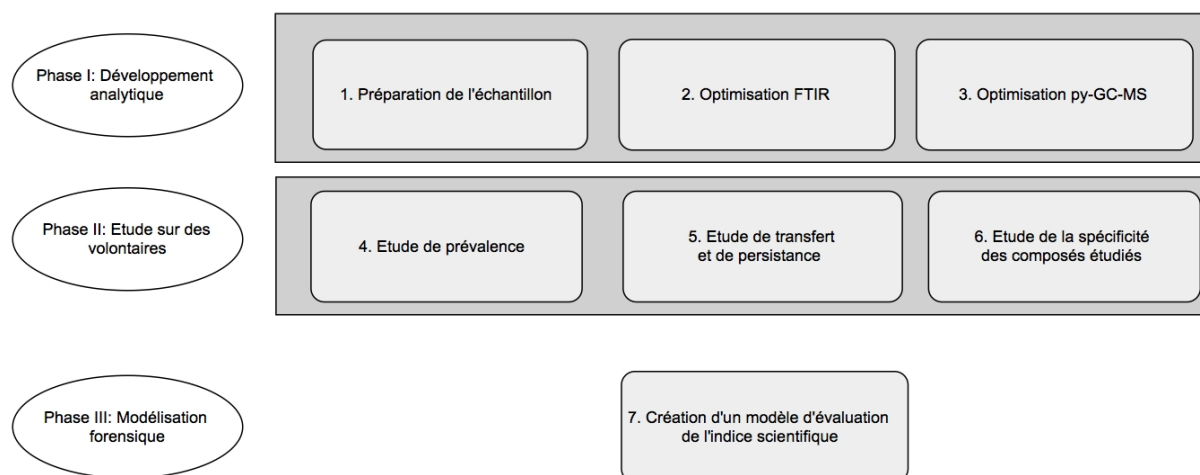 Phase I: Développement
analytique
1. Préparation de l'échantillon
2. Optimisation FTIR
3. Optimisation py-GC-MS
Phase II: Etude sur des
volontaires
4. Etude de prévalence
5. Etude de transfert
et de persistance
6. Etude de la spécificité
des composés étudiés
Phase III: Modélisation
forensique
7. Création d'un modèle d'évaluation
de l'indice scientifique